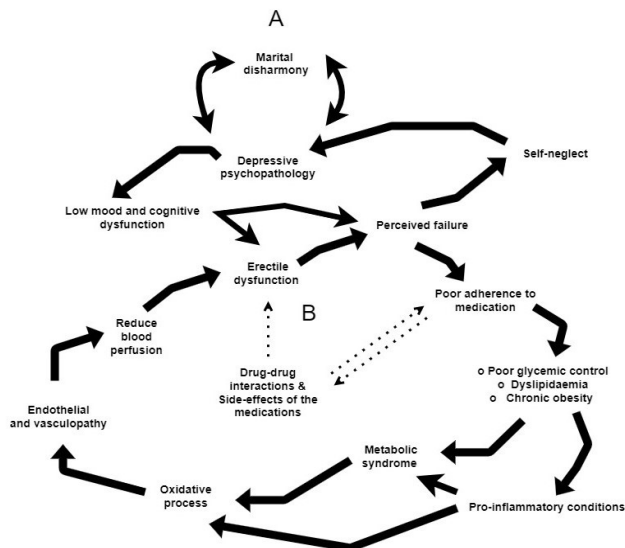 A
Marital
disharmony
Depressive
psychopathology
Self-neglect
Low mood and cognitive
dysfunction
Perceived failure
Erectile
dysfunction
B
Poor adherence to
medication
Reduce
blood
perfusion
Drug-drug
interactions &
Side-effects of the
medications
o Poor glycemic control
o Dyslipidaemia
o Chronic obesity
Endothelial
and vasculopathy
Metabolic
syndrome
Oxidative
process
Pro-inflammatory conditions